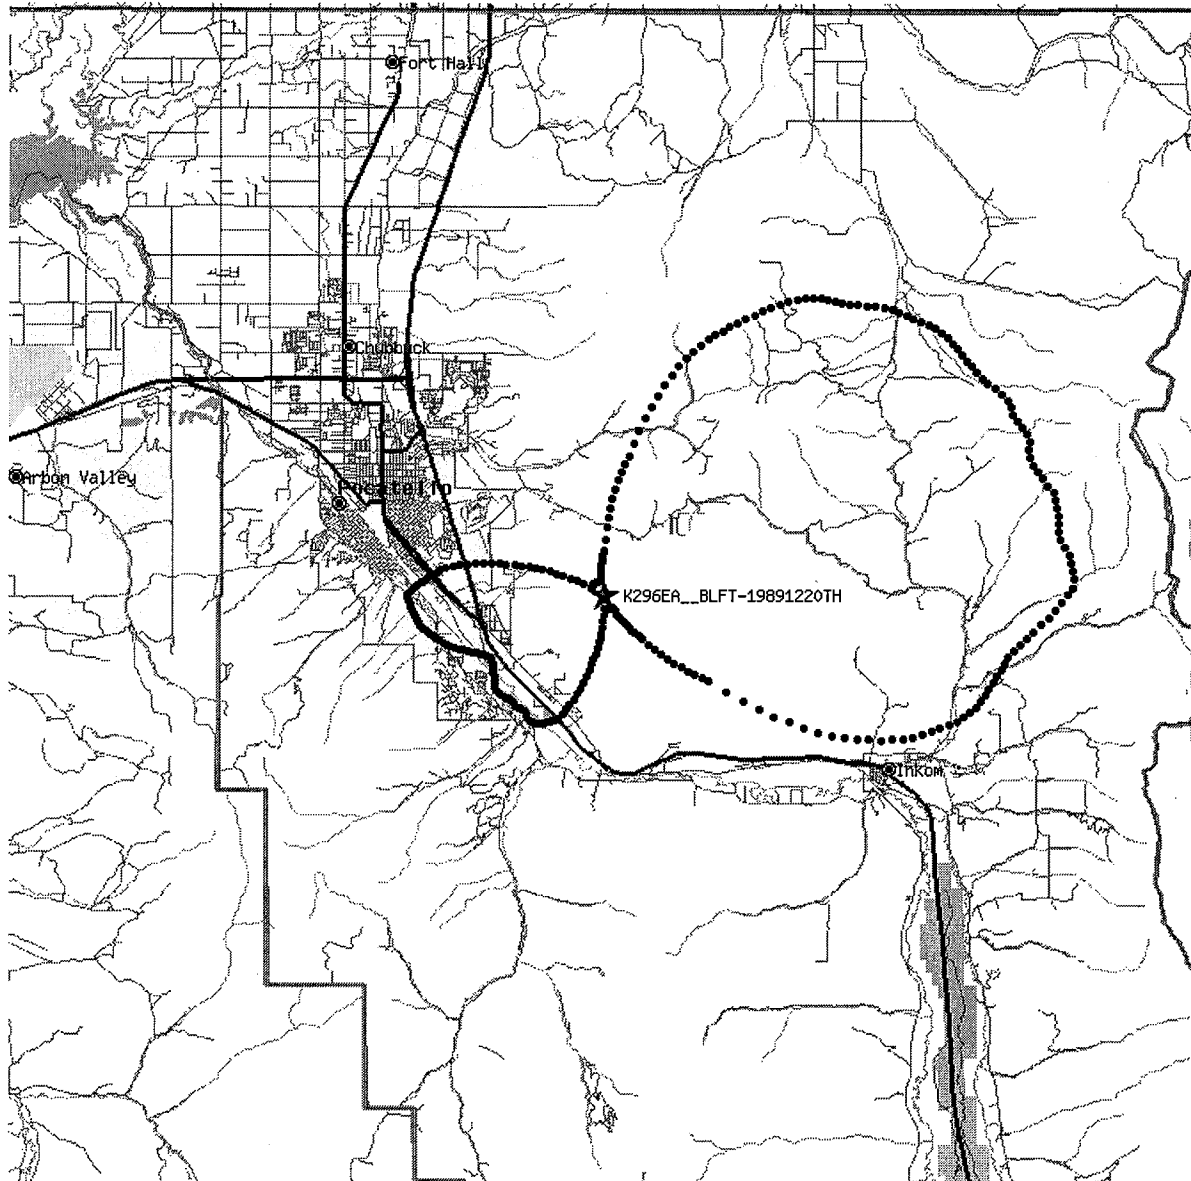 Fort Hall
Chubbuck
Arbon Valley
Pocatello
K296EA__BLFT-19891220TH
Inkom